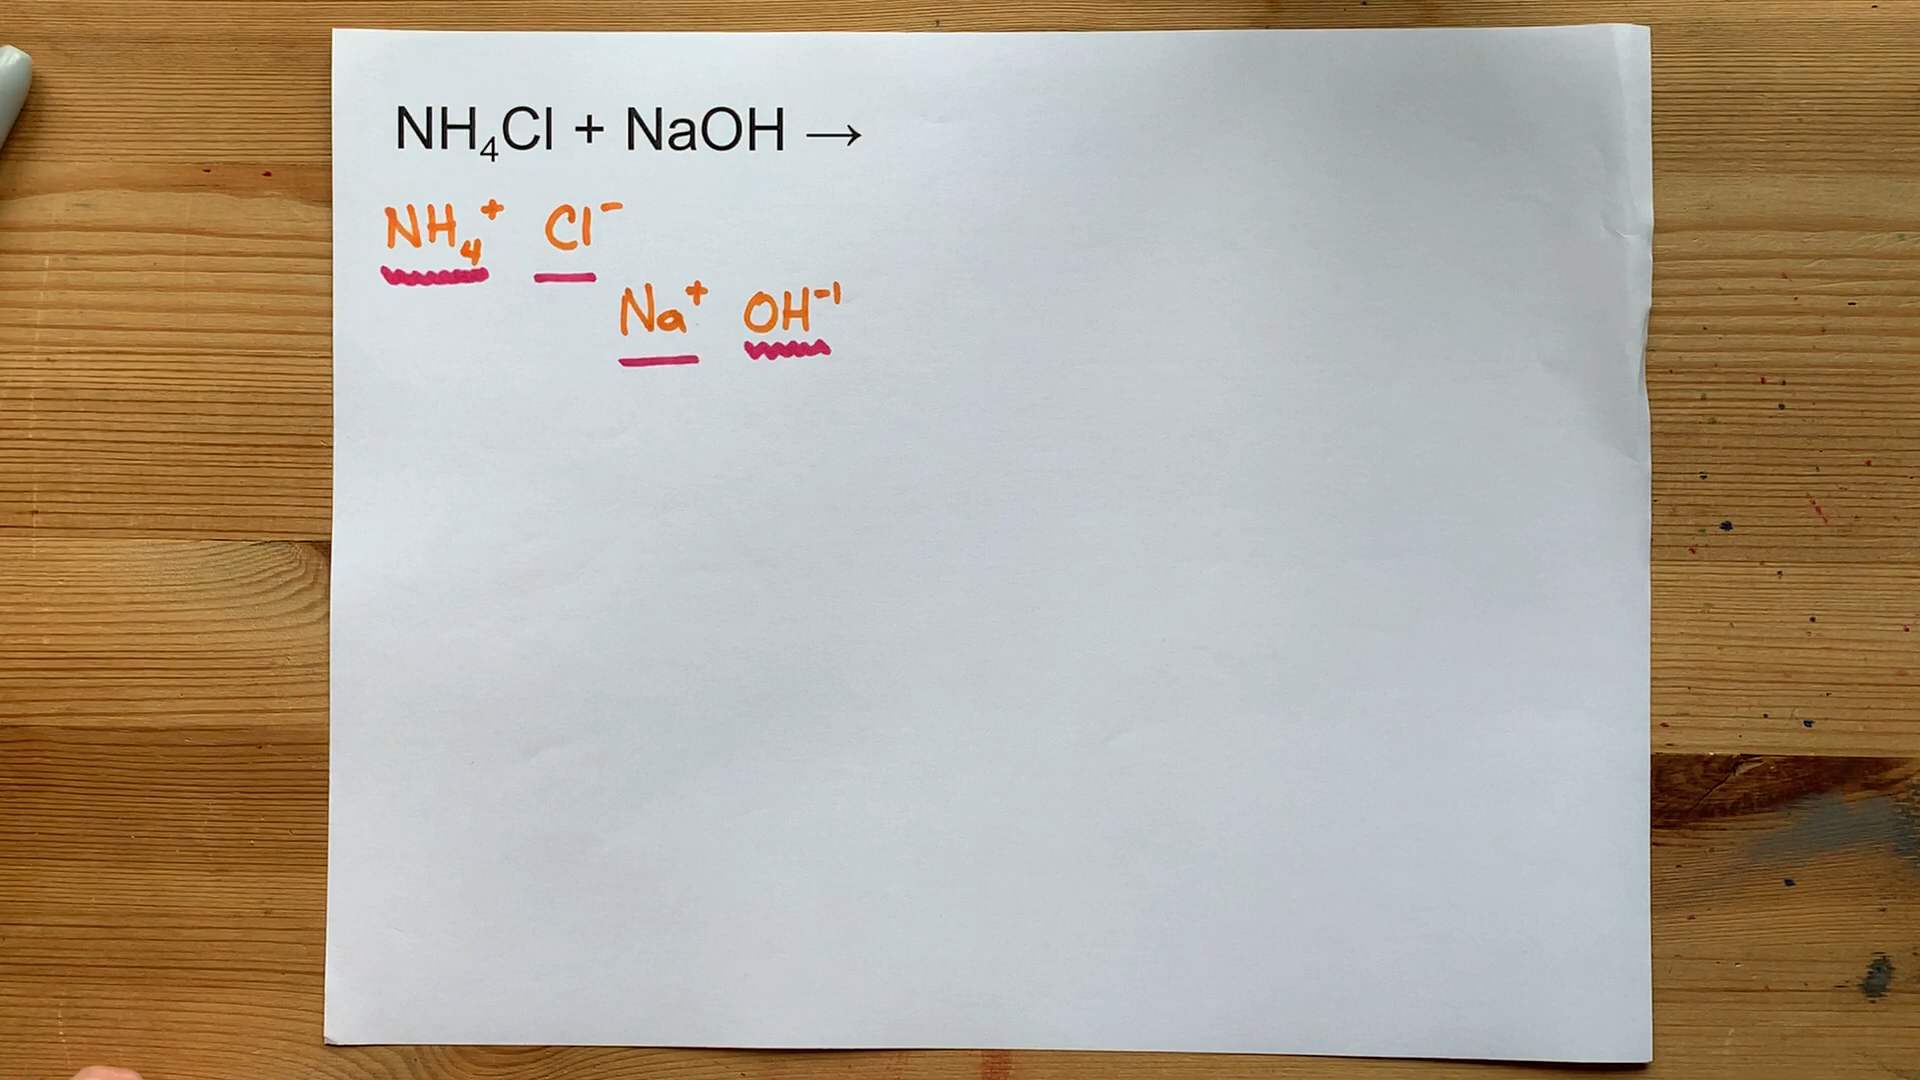 NH₄Cl + NaOH →
NH₄⁺ Cl⁻
Na⁺ OH⁻¹